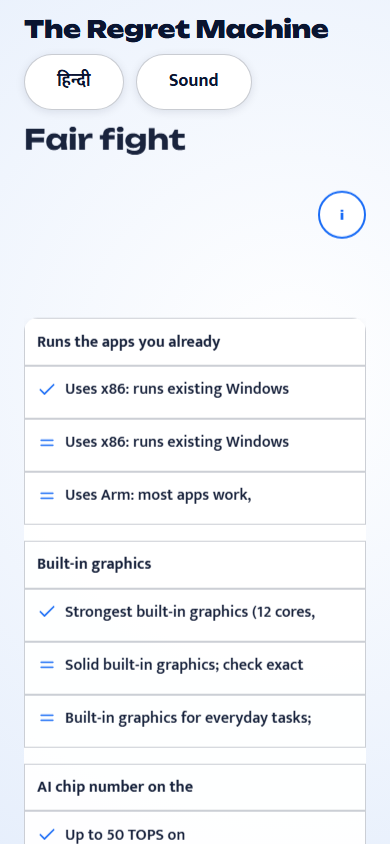 The Regret Machine
हिन्दी Sound
Fair fight
i
Runs the apps you already
Uses x86: runs existing Windows
Uses x86: runs existing Windows
Uses Arm: most apps work,
Built-in graphics
Strongest built-in graphics (12 cores,
Solid built-in graphics; check exact
Built-in graphics for everyday tasks;
AI chip number on the
Up to 50 TOPS on